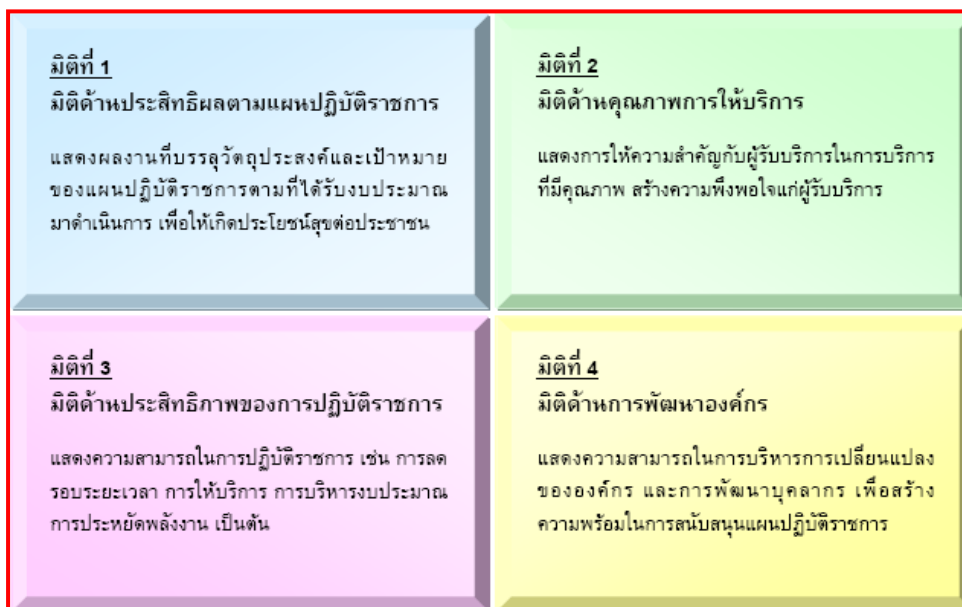 มิติที่ 1
มิติด้านประสิทธิผลตามแผนปฏิบัติราชการ
แสดงผลงานที่บรรลุวัตถุประสงค์และเป้าหมาย
ของแผนปฏิบัติราชการตามที่ได้รับงบประมาณ
มาดำเนินการ เพื่อให้เกิดประโยชน์สุขต่อประชาชน
มิติที่ 2
มิติด้านคุณภาพการให้บริการ
แสดงการให้ความสำคัญกับผู้รับบริการในการบริการ
ที่มีคุณภาพ สร้างความพึงพอใจแก่ผู้รับบริการ
มิติที่ 3
มิติด้านประสิทธิภาพของการปฏิบัติราชการ
แสดงความสามารถในการปฏิบัติราชการ เช่น การลด
รอบระยะเวลา การให้บริการ การบริหารงบประมาณ
การประหยัดพลังงาน เป็นต้น
มิติที่ 4
มิติด้านการพัฒนาองค์กร
แสดงความสามารถในการบริหารการเปลี่ยนแปลง
ขององค์กร และการพัฒนาบุคลากร เพื่อสร้าง
ความพร้อมในการสนับสนุนแผนปฏิบัติราชการ